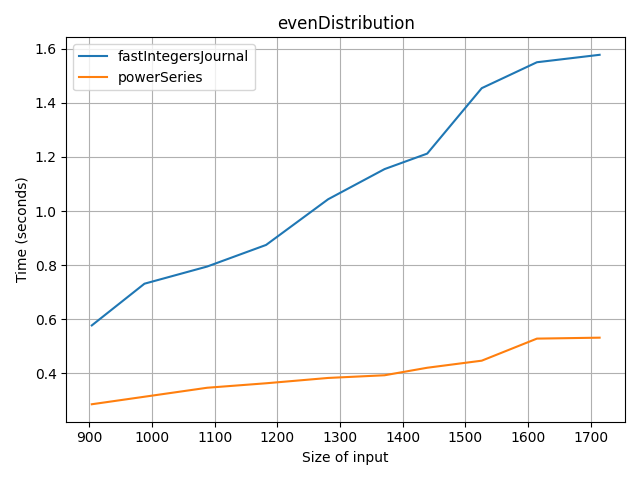 evenDistribution
fastIntegersJournal
powerSeries
Time (seconds)
1.6
1.4
1.2
1.0
0.8
0.6
0.4
900 1000 1100 1200 1300 1400 1500 1600 1700
Size of input